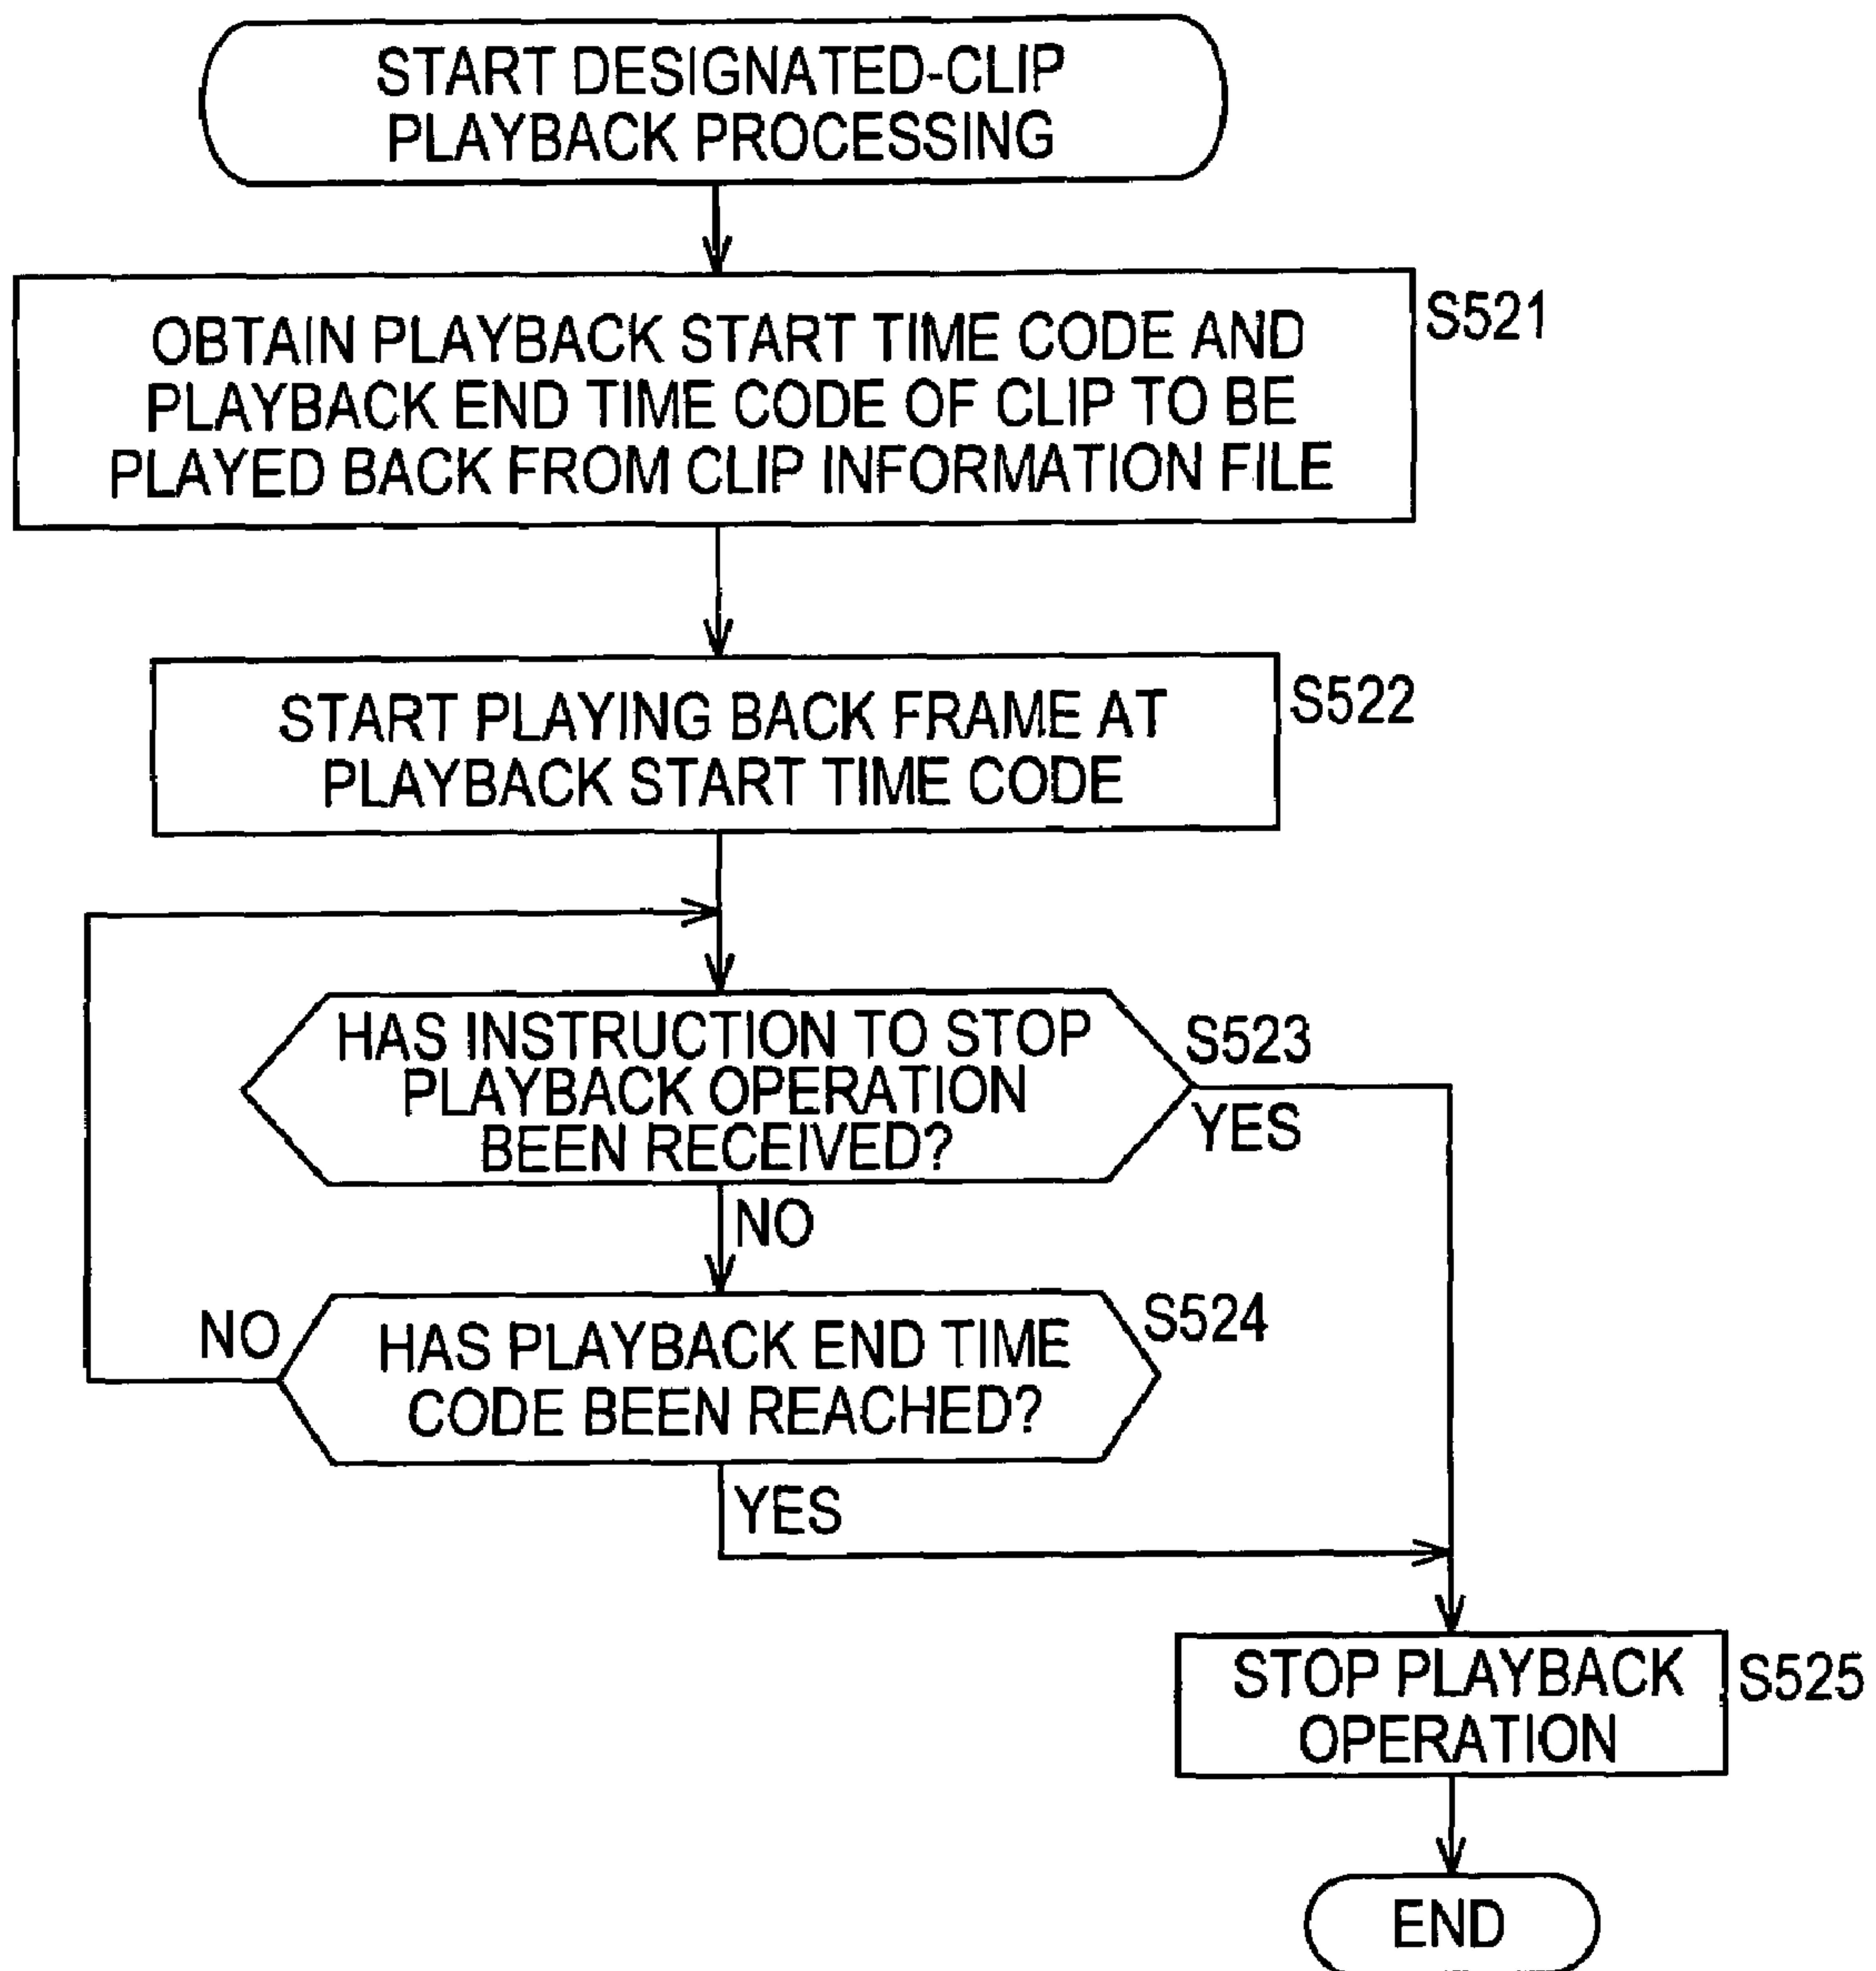 START DESIGNATED-CLIP
PLAYBACK PROCESSING
OBTAIN PLAYBACK START TIME CODE AND
PLAYBACK END TIME CODE OF CLIP TO BE
PLAYED BACK FROM CLIP INFORMATION FILE
S521
START PLAYING BACK FRAME AT
PLAYBACK START TIME CODE
S522
HAS INSTRUCTION TO STOP
PLAYBACK OPERATION
BEEN RECEIVED?
S523
YES
NO
HAS PLAYBACK END TIME
CODE BEEN REACHED?
S524
NO
YES
STOP PLAYBACK
OPERATION
S525
END